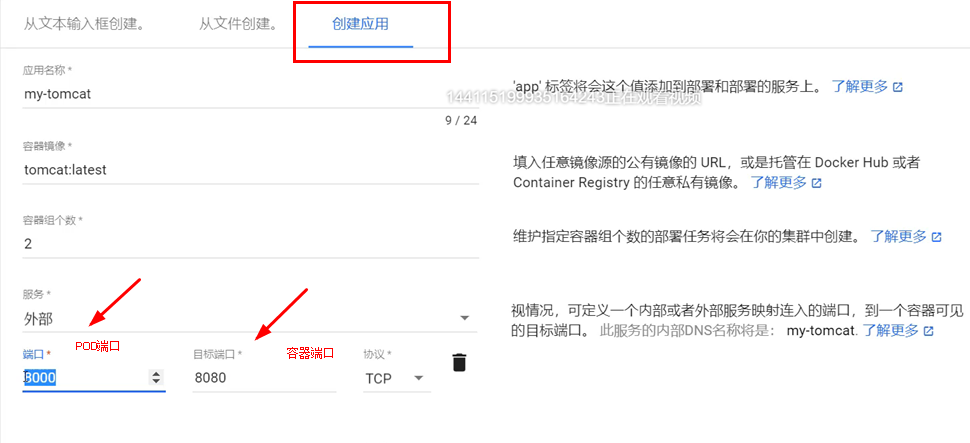 从文本输入框创建。 从文件创建。 创建应用
应用名称 *
my-tomcat
'app' 标签将会这个值添加到部署和部署的服务上。 了解更多
144115199935164243正在观看视频
9 / 24
容器镜像 *
tomcat:latest
填入任意镜像源的公有镜像的 URL，或是托管在 Docker Hub 或者
Container Registry 的任意私有镜像。 了解更多
容器组个数 *
2
维护指定容器组个数的部署任务将会在你的集群中创建。 了解更多
服务 *
外部
视情况，可定义一个内部或者外部服务映射连入的端口，到一个容器可见
的目标端口。 此服务的内部DNS名称将是： my-tomcat. 了解更多
POD端口
容器端口
端口 * 目标端口 * 协议 *
8000 8080 TCP